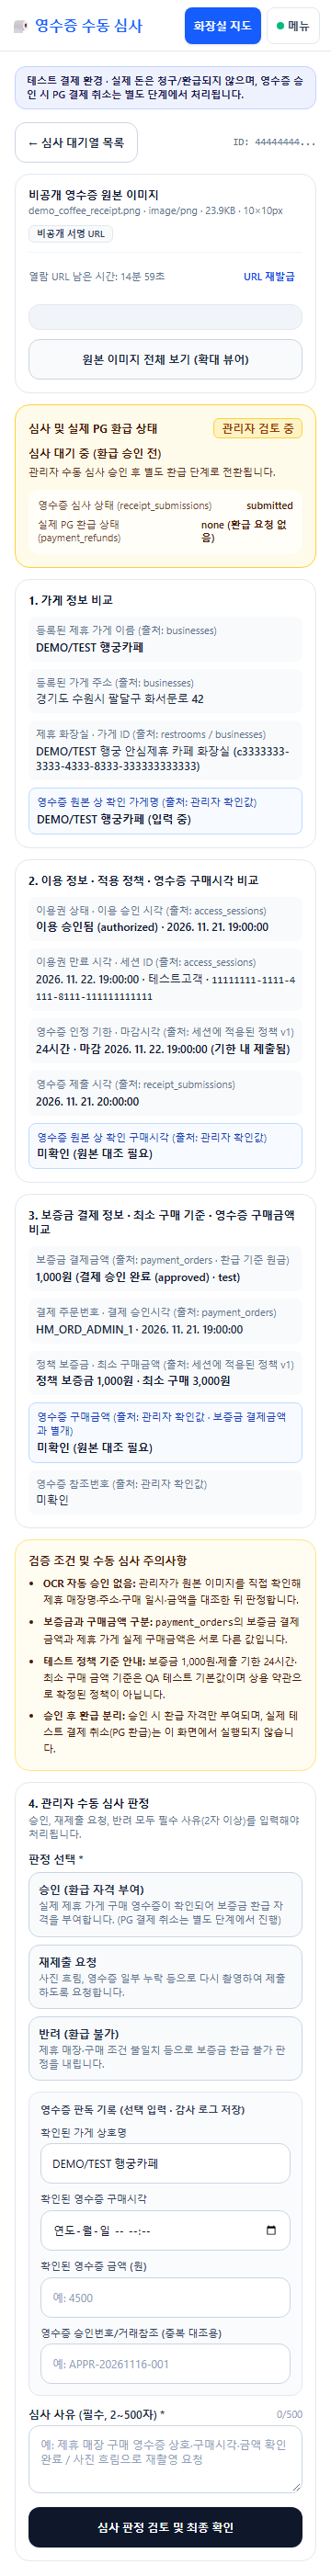 영수증 수동 심사
화장실 지도
메뉴
테스트 결제 환경 · 실제 돈은 청구/환급되지 않으며, 영수증 승
인 시 PG 결제 취소는 별도 단계에서 처리됩니다.
← 심사 대기열 목록
ID: 44444444...
비공개 영수증 원본 이미지
demo_coffee_receipt.png · image/png · 23.9KB · 10×10px
비공개 서명 URL
열람 URL 남은 시간: 14분 59초
URL 재발급
원본 이미지 전체 보기 (확대 뷰어)
심사 및 실제 PG 환급 상태
관리자 검토 중
심사 대기 중 (환급 승인 전)
관리자 수동 심사 승인 후 별도 환급 단계로 전환됩니다.
영수증 심사 상태 (receipt_submissions)
submitted
실제 PG 환급 상태
(payment_refunds)
none (환급 요청 없
음)
1. 가게 정보 비교
등록된 제휴 가게 이름 (출처: businesses)
DEMO/TEST 행궁카페
등록된 가게 주소 (출처: businesses)
경기도 수원시 팔달구 화서문로 42
제휴 화장실 · 가게 ID (출처: restrooms / businesses)
DEMO/TEST 행궁 안심제휴 카페 화장실 (c3333333-
3333-4333-8333-333333333333)
영수증 원본 상 확인 가게명 (출처: 관리자 확인값)
DEMO/TEST 행궁카페 (입력 중)
2. 이용 정보 · 적용 정책 · 영수증 구매시각 비교
이용권 상태 · 이용 승인 시각 (출처: access_sessions)
이용 승인됨 (authorized) · 2026. 11. 21. 19:00:00
이용권 만료 시각 · 세션 ID (출처: access_sessions)
2026. 11. 22. 19:00:00 · 테스트고객 · 11111111-1111-4
111-8111-111111111111
영수증 인정 기한 · 마감시각 (출처: 세션에 적용된 정책 v1)
24시간 · 마감 2026. 11. 22. 19:00:00 (기한 내 제출됨)
영수증 제출 시각 (출처: receipt_submissions)
2026. 11. 21. 20:00:00
영수증 원본 상 확인 구매시각 (출처: 관리자 확인값)
미확인 (원본 대조 필요)
3. 보증금 결제 정보 · 최소 구매 기준 · 영수증 구매금액
비교
보증금 결제금액 (출처: payment_orders · 환급 기준 원금)
1,000원 (결제 승인 완료 (approved) · test)
결제 주문번호 · 결제 승인시각 (출처: payment_orders)
HM_ORD_ADMIN_1 · 2026. 11. 21. 19:00:00
정책 보증금 · 최소 구매금액 (출처: 세션에 적용된 정책 v1)
정책 보증금 1,000원 · 최소 구매 3,000원
영수증 구매금액 (출처: 관리자 확인값 · 보증금 결제금액
과 별개)
미확인 (원본 대조 필요)
영수증 참조번호 (출처: 관리자 확인값)
미확인
검증 조건 및 수동 심사 주의사항
• OCR 자동 승인 없음: 관리자가 원본 이미지를 직접 확인해
제휴 매장명·주소·구매 일시·금액을 대조한 뒤 판정합니다.
• 보증금과 구매금액 구분: payment_orders의 보증금 결제
금액과 제휴 가게 실제 구매금액은 서로 다른 값입니다.
• 테스트 정책 기준 안내: 보증금 1,000원·제출 기한 24시간·
최소 구매 금액 기준은 QA 테스트 기본값이며 상용 약관으
로 확정된 정책이 아닙니다.
• 승인 후 환급 분리: 승인 시 환급 자격만 부여되며, 실제 테
스트 결제 취소(PG 환급)는 이 화면에서 실행되지 않습니
다.
4. 관리자 수동 심사 판정
승인, 재제출 요청, 반려 모두 필수 사유(2자 이상)를 입력해야
처리됩니다.
판정 선택 *
승인 (환급 자격 부여)
실제 제휴 가게 구매 영수증이 확인되어 보증금 환급 자
격을 부여합니다. (PG 결제 취소는 별도 단계에서 진행)
재제출 요청
사진 흐림, 영수증 일부 누락 등으로 다시 촬영하여 제출
하도록 요청합니다.
반려 (환급 불가)
제휴 매장·구매 조건 불일치 등으로 보증금 환급 불가 판
정을 내립니다.
영수증 판독 기록 (선택 입력 · 감사 로그 저장)
확인된 가게 상호명
DEMO/TEST 행궁카페
확인된 영수증 구매시각
연도-월-일 -- --:--
확인된 영수증 금액 (원)
예: 4500
영수증 승인번호/거래참조 (중복 대조용)
예: APPR-20261116-001
심사 사유 (필수, 2~500자) *
0/500
예: 제휴 매장 구매 영수증 상호·구매시각·금액 확인
완료 / 사진 흐림으로 재촬영 요청
심사 판정 검토 및 최종 확인